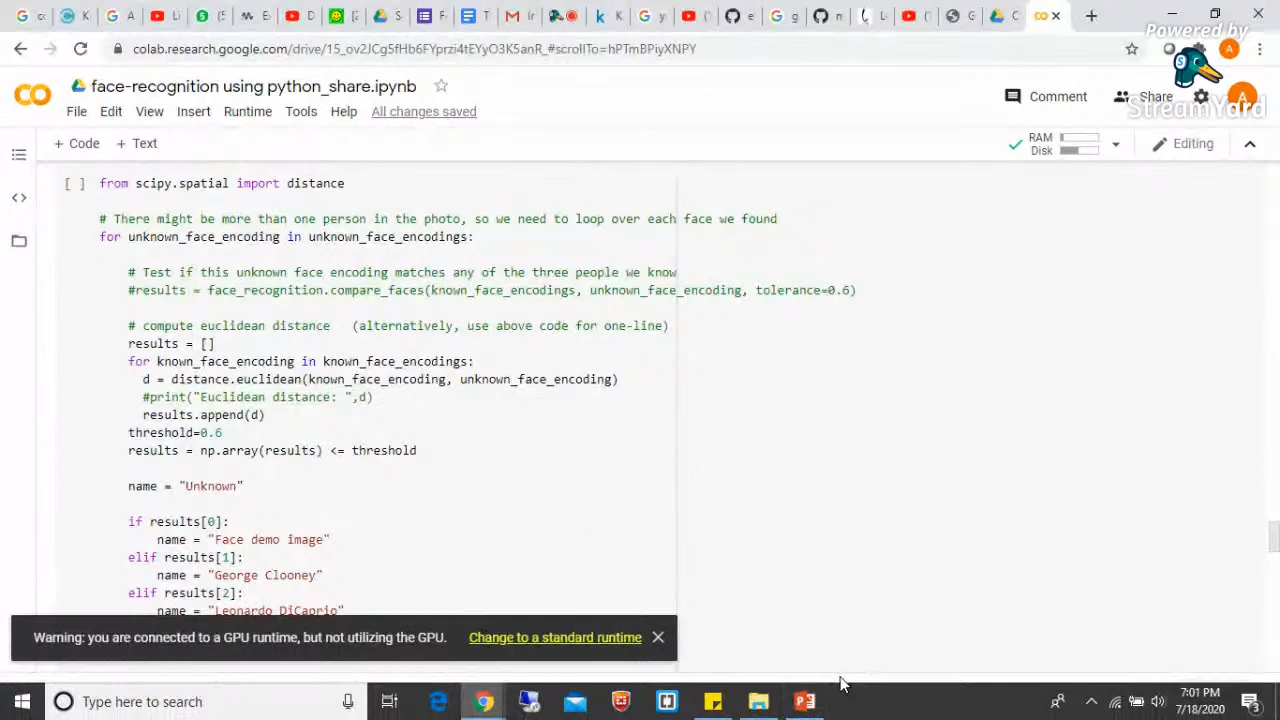 G a
Li
(5
Ec
D
[a
S
F
T
In
K
y
(
e
g
m
L
(
G
C
co
colab.research.google.com/drive/15_ov2JCg5fHb6FYprzi4tEYyO3K5anR_#scrollTo=hPTmBPiyXNPY
A
Powered by
StreamYard
face-recognition using python_share.ipynb
Comment
Share
A
File Edit View Insert Runtime Tools Help All changes saved
+ Code + Text
RAM
Disk
Editing
[ ] from scipy.spatial import distance
# There might be more than one person in the photo, so we need to loop over each face we found
for unknown_face_encoding in unknown_face_encodings:
# Test if this unknown face encoding matches any of the three people we know
#results = face_recognition.compare_faces(known_face_encodings, unknown_face_encoding, tolerance=0.6)
# compute euclidean distance (alternatively, use above code for one-line)
results = []
for known_face_encoding in known_face_encodings:
d = distance.euclidean(known_face_encoding, unknown_face_encoding)
#print("Euclidean distance: ",d)
results.append(d)
threshold=0.6
results = np.array(results) <= threshold
name = "Unknown"
if results[0]:
name = "Face demo image"
elif results[1]:
name = "George Clooney"
elif results[2]:
name = "Leonardo DiCaprio"
Warning: you are connected to a GPU runtime, but not utilizing the GPU. Change to a standard runtime
Type here to search
7:01 PM
7/18/2020
3